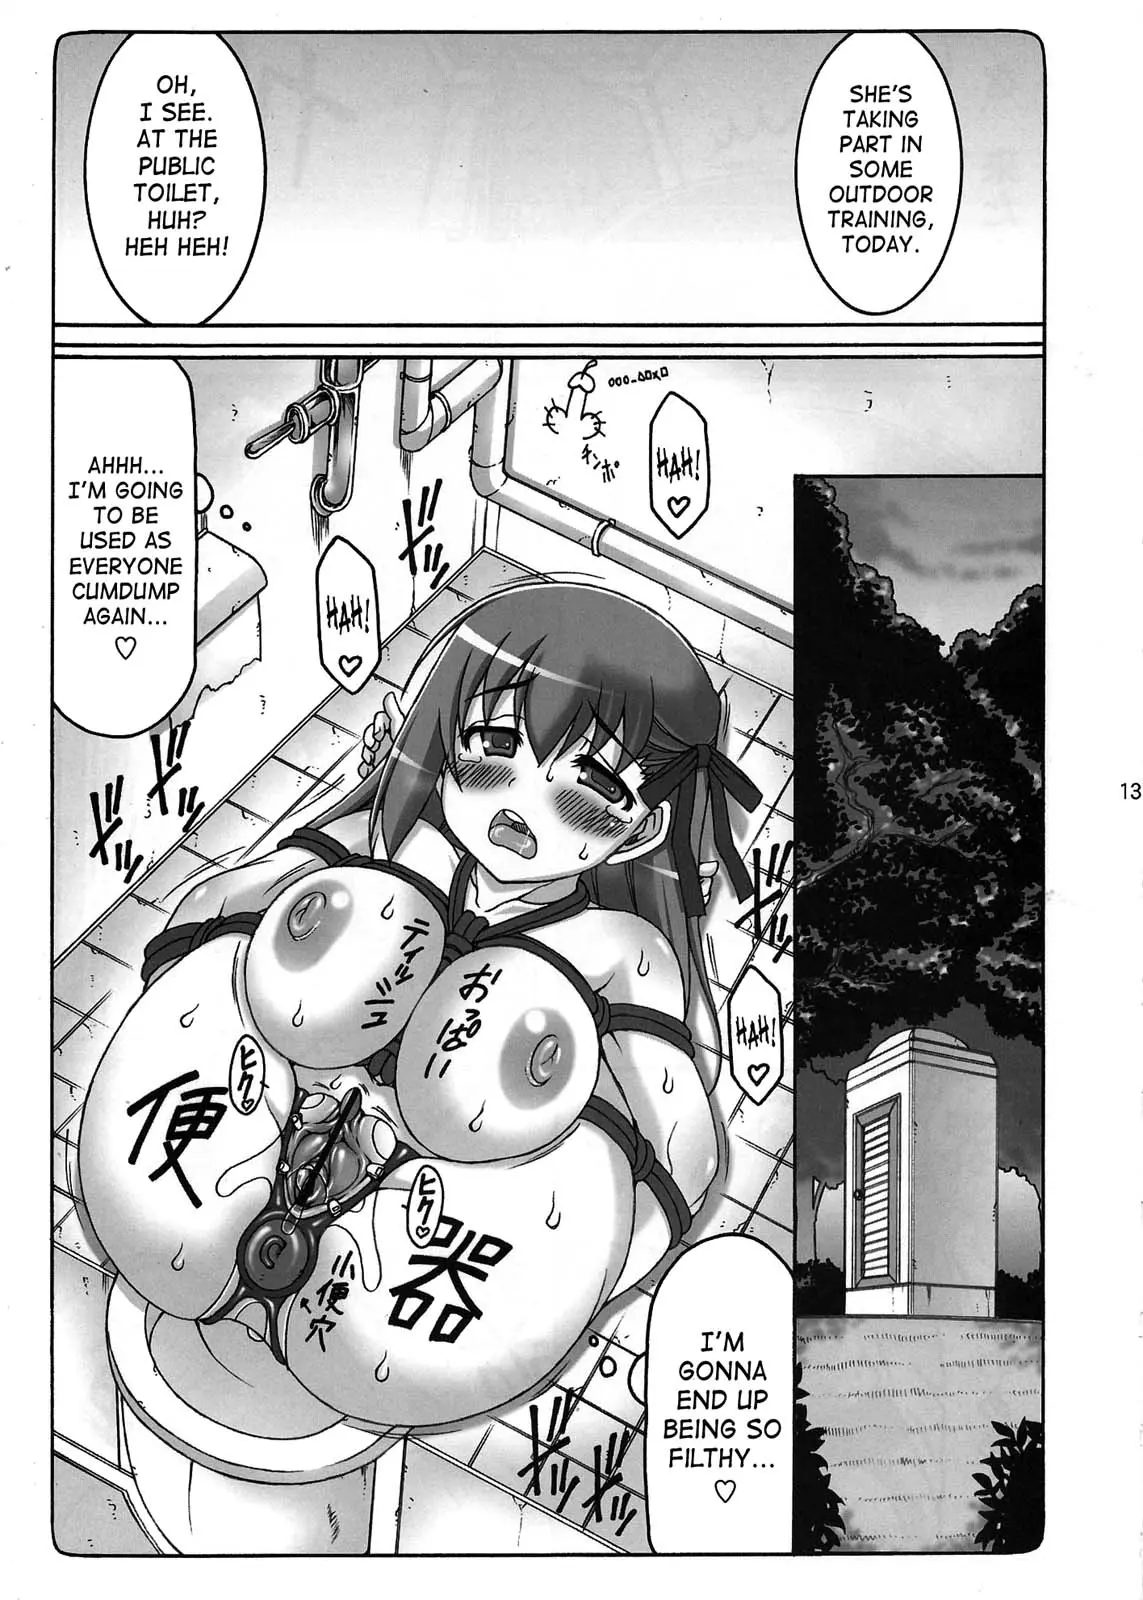 SHE'S
TAKING
PART IN
SOME
OUTDOOR
TRAINING,
TODAY.
OH,
I SEE.
AT THE
PUBLIC
TOILET,
HUH?
HEH HEH!
チンポ
HAH!
♡
HAH!
♡
AHHH...
I'M GOING
TO BE
USED AS
EVERYONE
CUMDUMP
AGAIN...
♡
13
ティッシュ
おっぱい
HAH!
♡
ヒク♡
便
ヒク♡
器
小便穴
I'M
GONNA
END UP
BEING SO
FILTHY...
♡